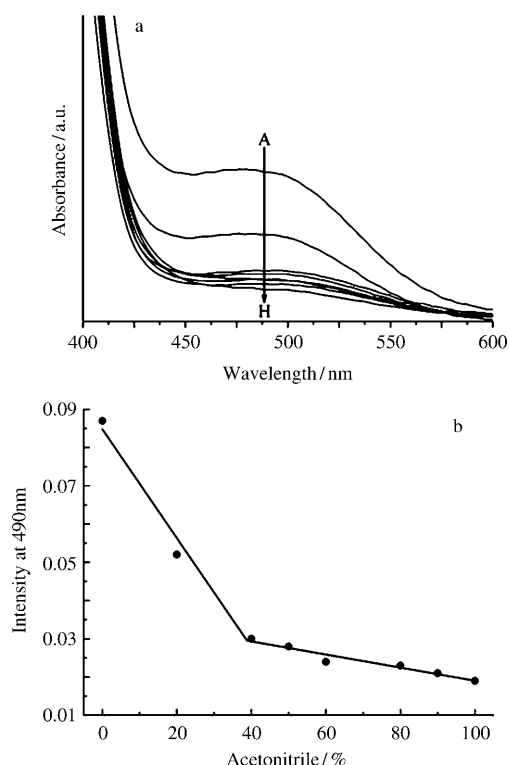 a
A
H
Absorbance / a.u.
400 450 500 550 600
Wavelength / nm
b
0.09
0.07
0.05
0.03
0.01
Intensity at 490nm
0 20 40 60 80 100
Acetonitrile / %